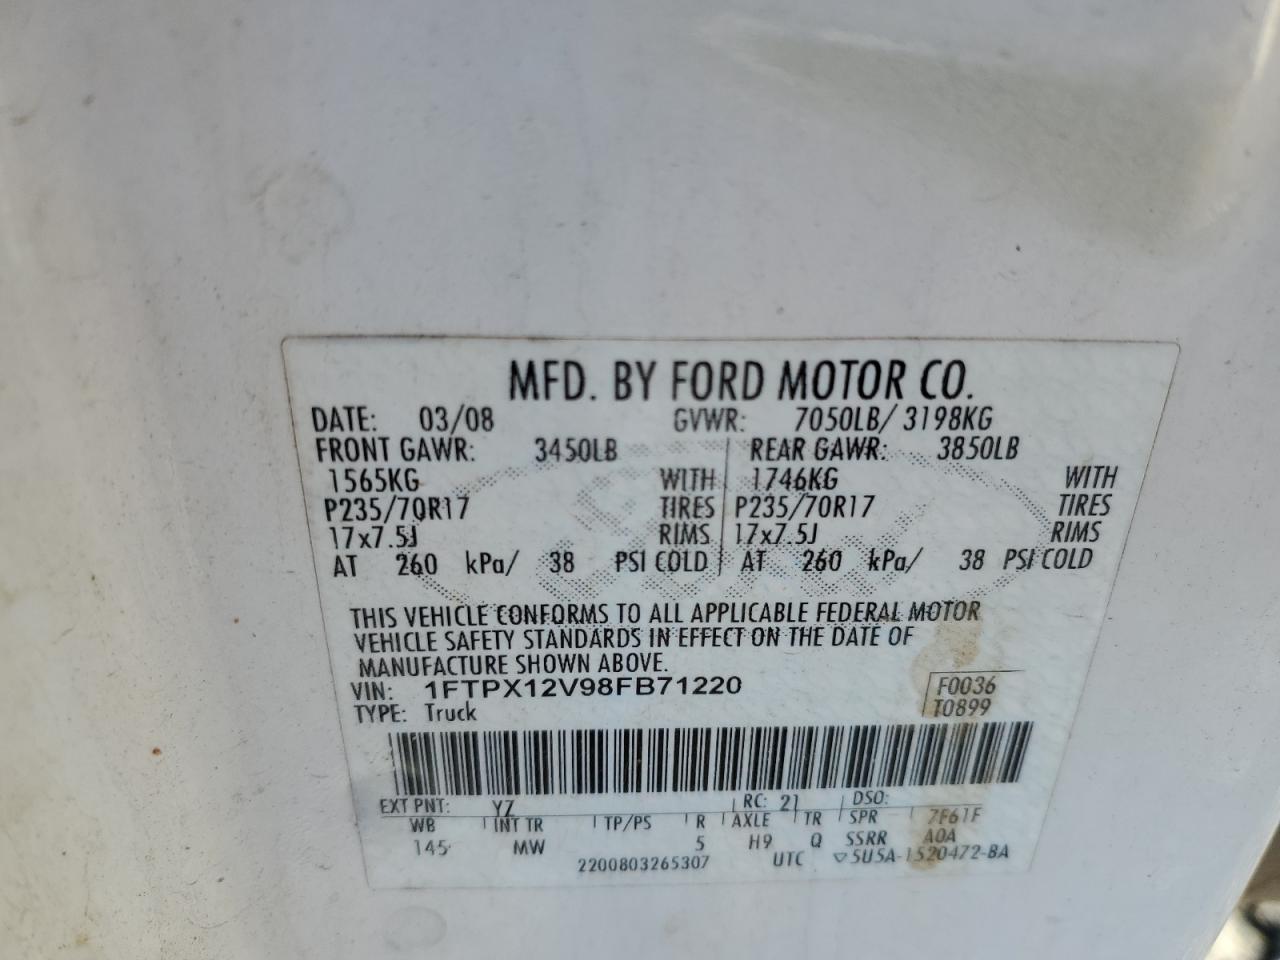 MFD. BY FORD MOTOR CO.
DATE: 03/08 GVWR: 7050LB/ 3198KG
FRONT GAWR: 3450LB REAR GAWR: 3850LB
1565KG WITH 1746KG WITH
P235/70R17 TIRES P235/70R17 TIRES
17x7.5J RIMS 17x7.5J RIMS
AT 260 kPa/ 38 PSI COLD AT 260 kPa/ 38 PSI COLD
THIS VEHICLE CONFORMS TO ALL APPLICABLE FEDERAL MOTOR
VEHICLE SAFETY STANDARDS IN EFFECT ON THE DATE OF
MANUFACTURE SHOWN ABOVE.
VIN: 1FTPX12V98FB71220 F0036
TYPE: Truck T0899
EXT PNT: YZ RC: 21 DSO:
WB INT TR TP/PS R AXLE TR SPR 7F61F
145 MW 5 H9 Q SSRR A0A
2200803265307 UTC ▽5U5A-1520472-BA